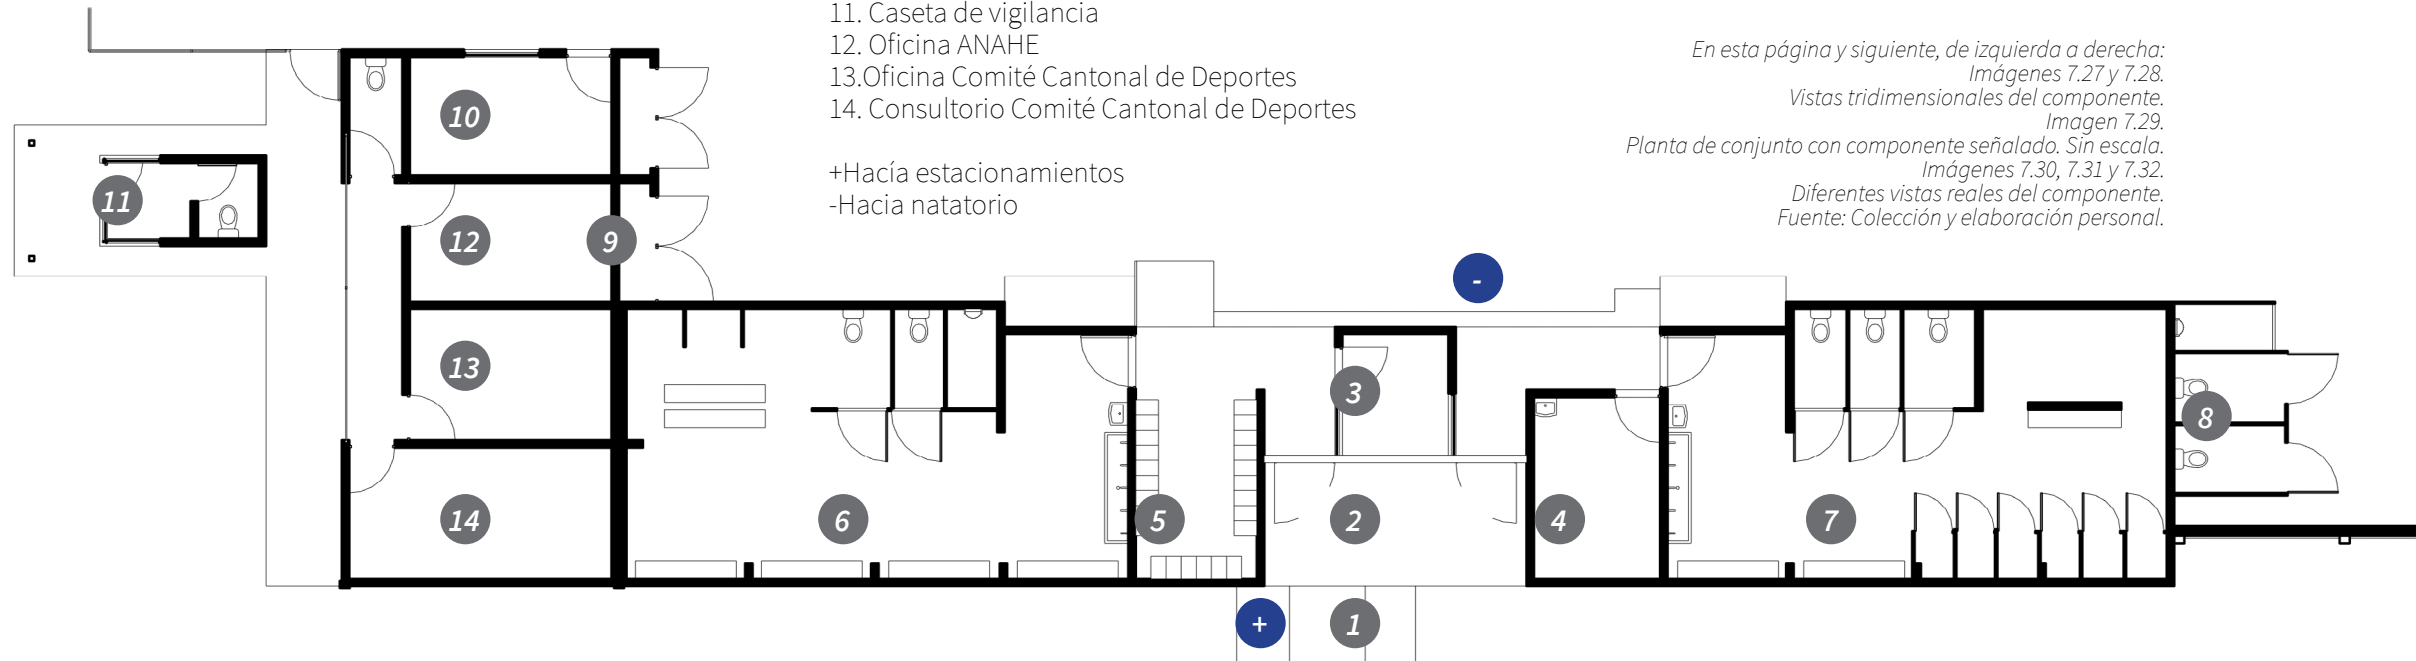 11. Caseta de vigilancia
12. Oficina ANAHE
13.Oficina Comité Cantonal de Deportes
14. Consultorio Comité Cantonal de Deportes
+Hacía estacionamientos
-Hacia natatorio
En esta página y siguiente, de izquierda a derecha:
Imágenes 7.27 y 7.28.
Vistas tridimensionales del componente.
Imagen 7.29.
Planta de conjunto con componente señalado. Sin escala.
Imágenes 7.30, 7.31 y 7.32.
Diferentes vistas reales del componente.
Fuente: Colección y elaboración personal.
10
11
12
9
-
13
3
8
14
6
5
2
4
7
+
1